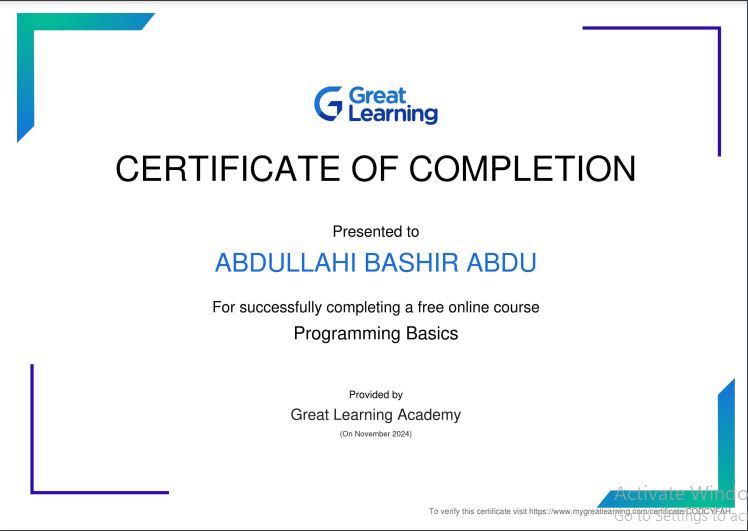 Great
Learning
CERTIFICATE OF COMPLETION
Presented to
ABDULLAHI BASHIR ABDU
For successfully completing a free online course
Programming Basics
Provided by
Great Learning Academy
(On November 2024)
Activate Windo
To verify this certificate visit https://www.mygreatlearning.com/certificate/CODCYFAH
Go to Settings to ac